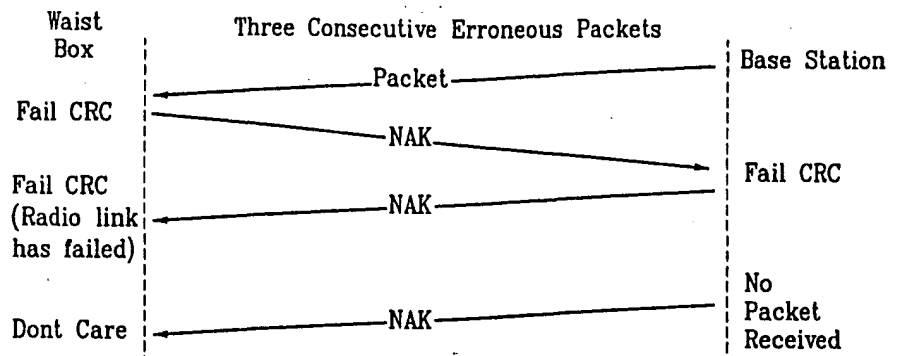 Waist
Box
Three Consecutive Erroneous Packets
Base Station
Packet
Fail CRC
NAK
Fail CRC
Fail CRC
(Radio link
has failed)
NAK
No
Packet
Received
Dont Care
NAK